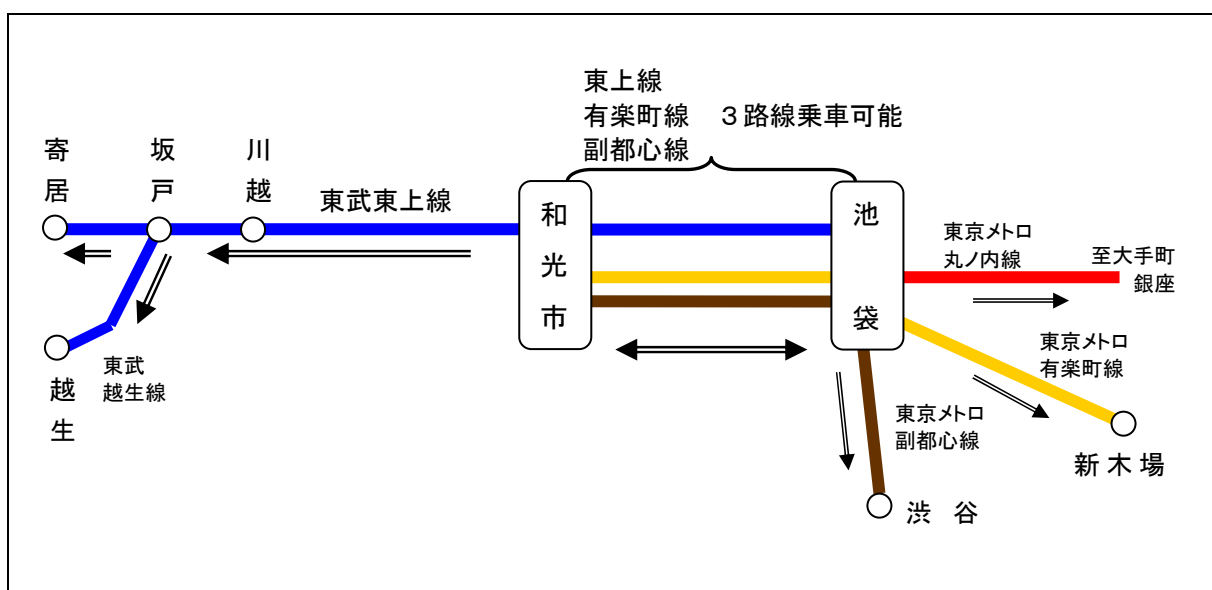 東上線
有楽町線 3路線乗車可能
副都心線
寄居
坂戸
川越
東武東上線
和光市
池袋
東京メトロ
丸ノ内線
至大手町
銀座
東京メトロ
有楽町線
東武
越生線
越生
東京メトロ
副都心線
新木場
渋谷